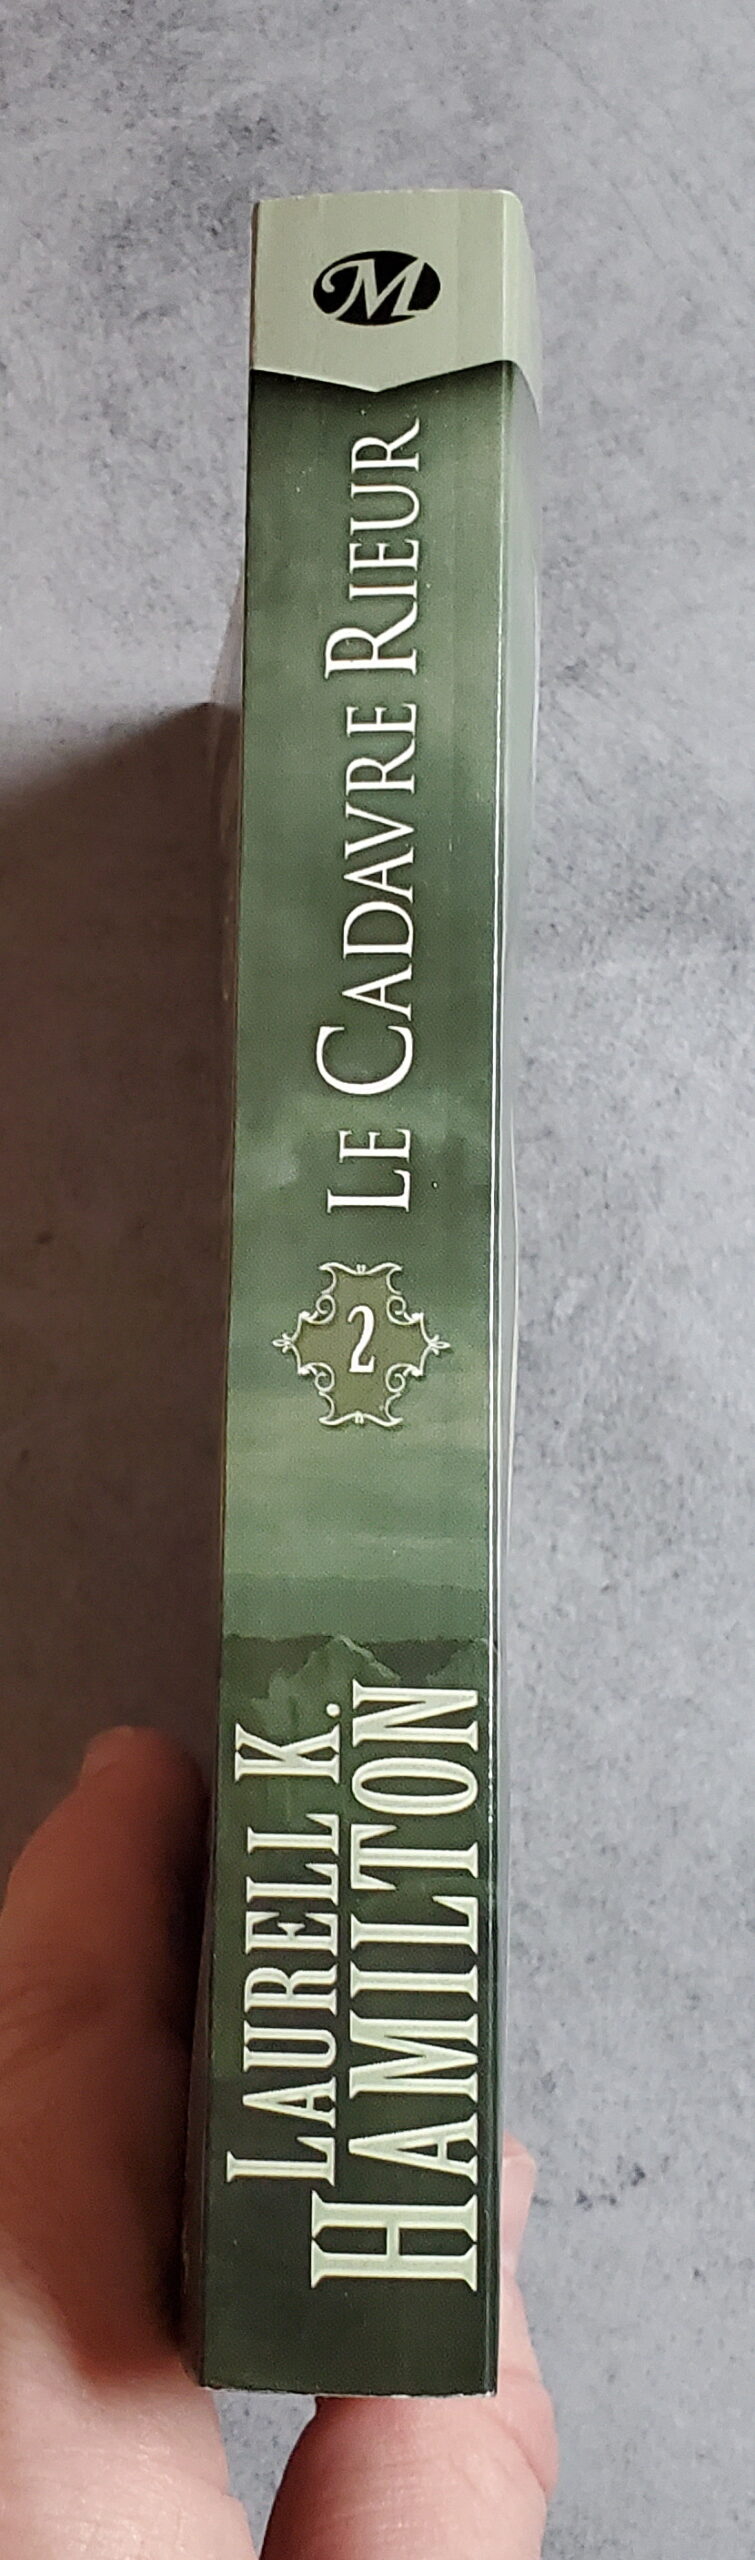 LAURELL K.
HAMILTON
2
LE CADAVRE RIEUR
M